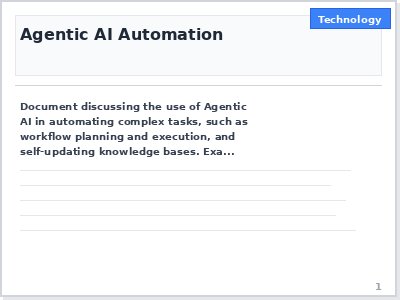 Technology
Agentic AI Automation
Document discussing the use of Agentic
AI in automating complex tasks, such as
workflow planning and execution, and
self-updating knowledge bases. Exa...
1